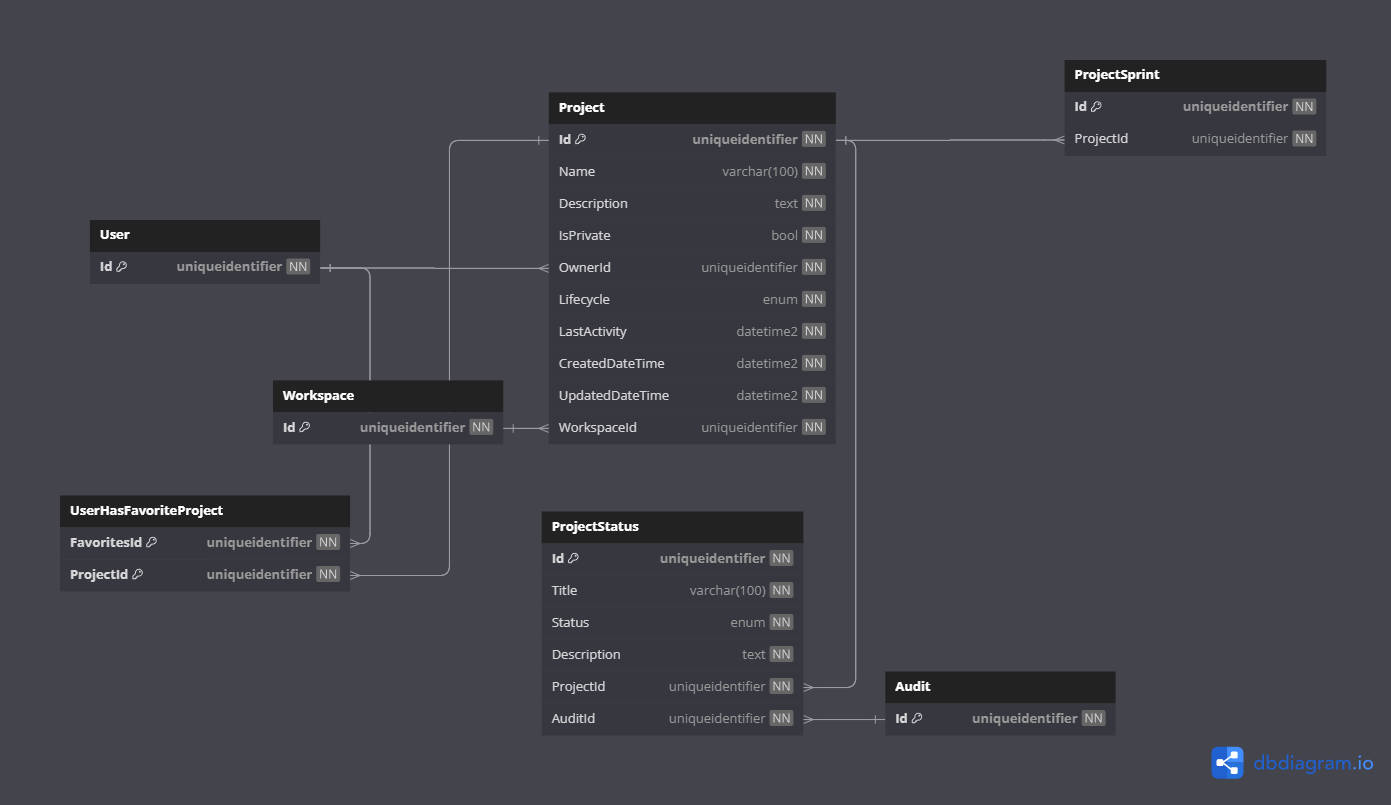 ProjectSprint
Id uniqueidentifier NN
ProjectId uniqueidentifier NN
Project
Id uniqueidentifier NN
Name varchar(100) NN
Description text NN
IsPrivate bool NN
OwnerId uniqueidentifier NN
Lifecycle enum NN
LastActivity datetime2 NN
CreatedDateTime datetime2 NN
UpdatedDateTime datetime2 NN
WorkspaceId uniqueidentifier NN
User
Id uniqueidentifier NN
Workspace
Id uniqueidentifier NN
UserHasFavoriteProject
FavoritesId uniqueidentifier NN
ProjectId uniqueidentifier NN
ProjectStatus
Id uniqueidentifier NN
Title varchar(100) NN
Status enum NN
Description text NN
ProjectId uniqueidentifier NN
AuditId uniqueidentifier NN
Audit
Id uniqueidentifier NN
dbdiagram.io